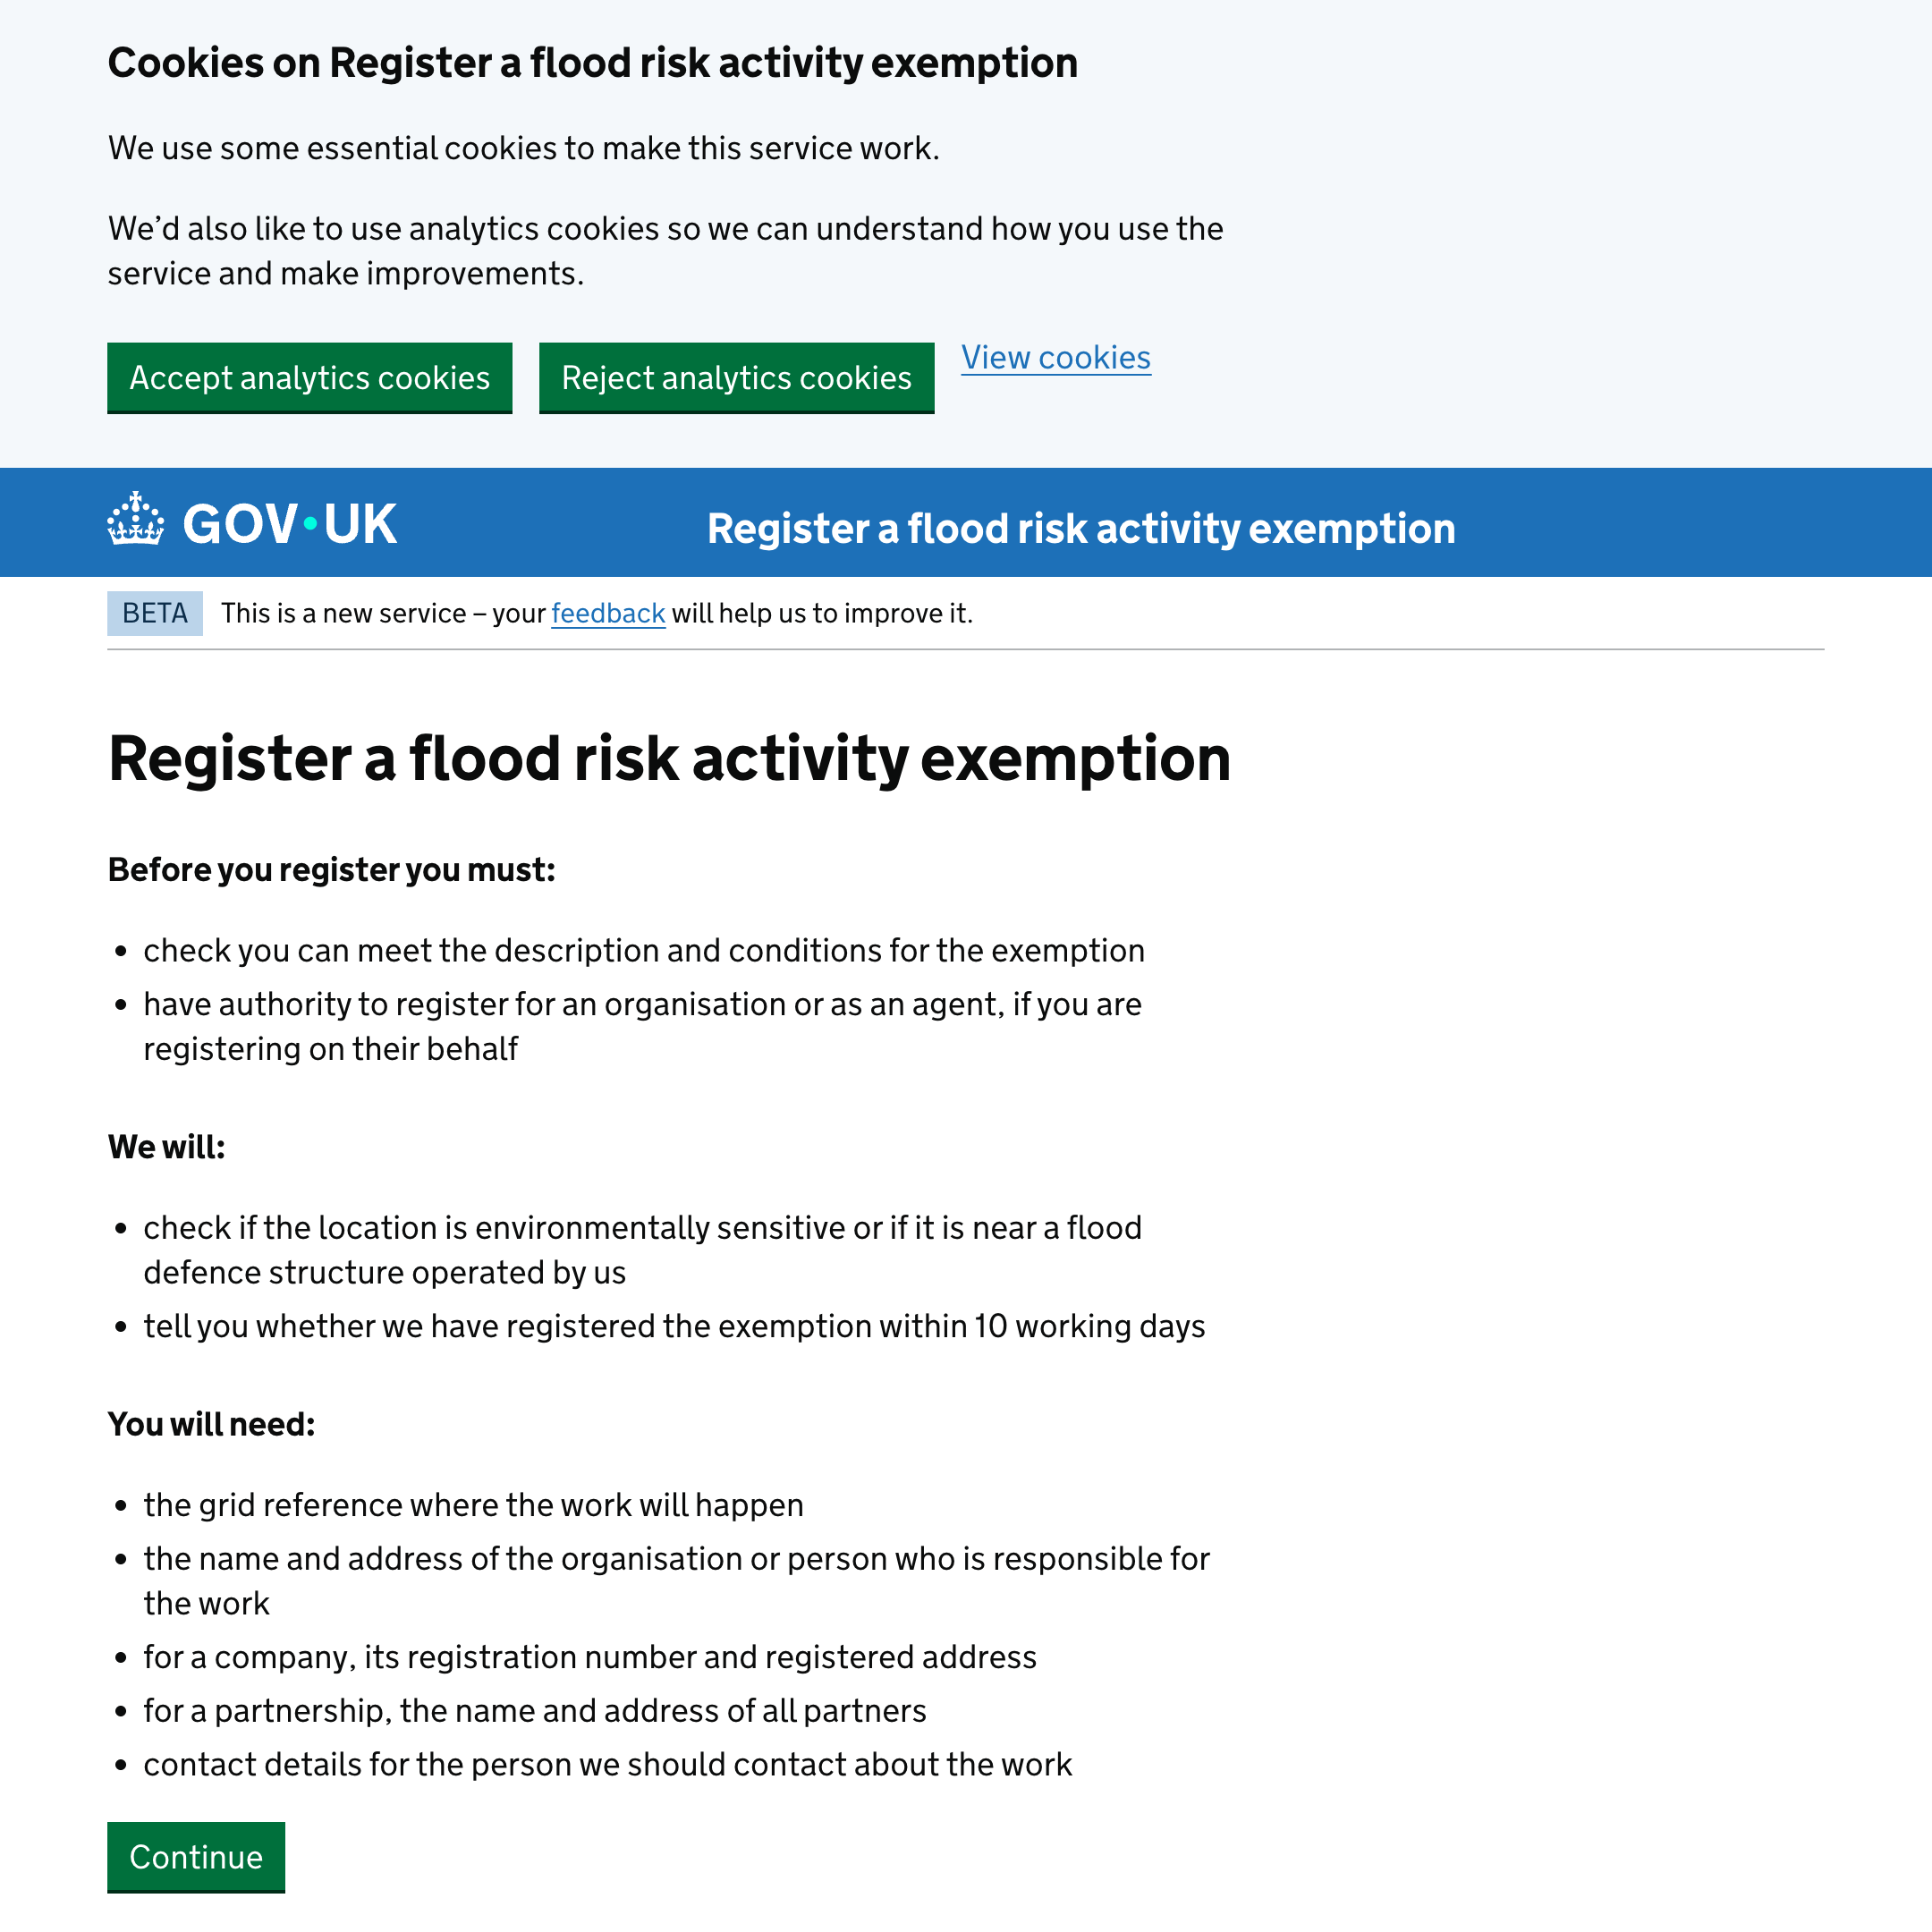 Cookies on Register a flood risk activity exemption
We use some essential cookies to make this service work.
We’d also like to use analytics cookies so we can understand how you use the
service and make improvements.
Accept analytics cookies
Reject analytics cookies
View cookies
GOV·UK
Register a flood risk activity exemption
BETA
This is a new service – your feedback will help us to improve it.
Register a flood risk activity exemption
Before you register you must:
• check you can meet the description and conditions for the exemption
• have authority to register for an organisation or as an agent, if you are
registering on their behalf
We will:
• check if the location is environmentally sensitive or if it is near a flood
defence structure operated by us
• tell you whether we have registered the exemption within 10 working days
You will need:
• the grid reference where the work will happen
• the name and address of the organisation or person who is responsible for
the work
• for a company, its registration number and registered address
• for a partnership, the name and address of all partners
• contact details for the person we should contact about the work
Continue